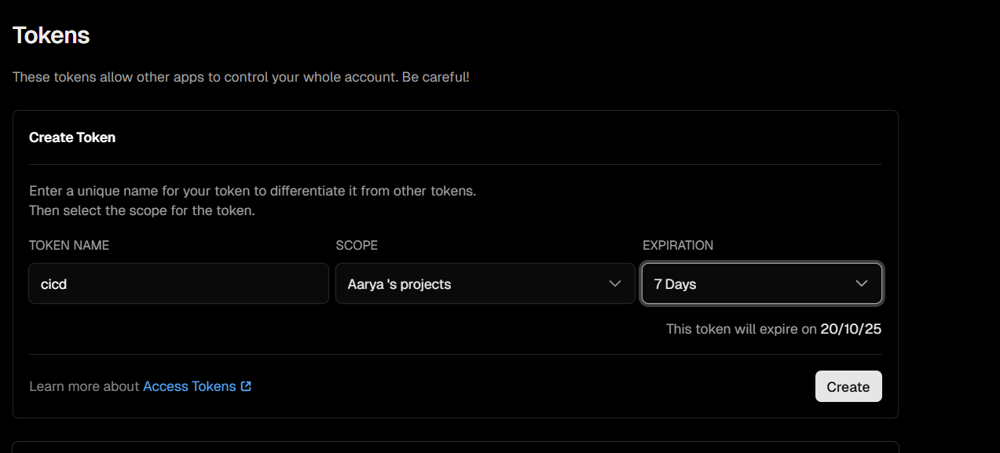 Tokens
These tokens allow other apps to control your whole account. Be careful!
Create Token
Enter a unique name for your token to differentiate it from other tokens.
Then select the scope for the token.
TOKEN NAME
SCOPE
EXPIRATION
cicd
Aarya 's projects
7 Days
This token will expire on 20/10/25
Learn more about Access Tokens
Create